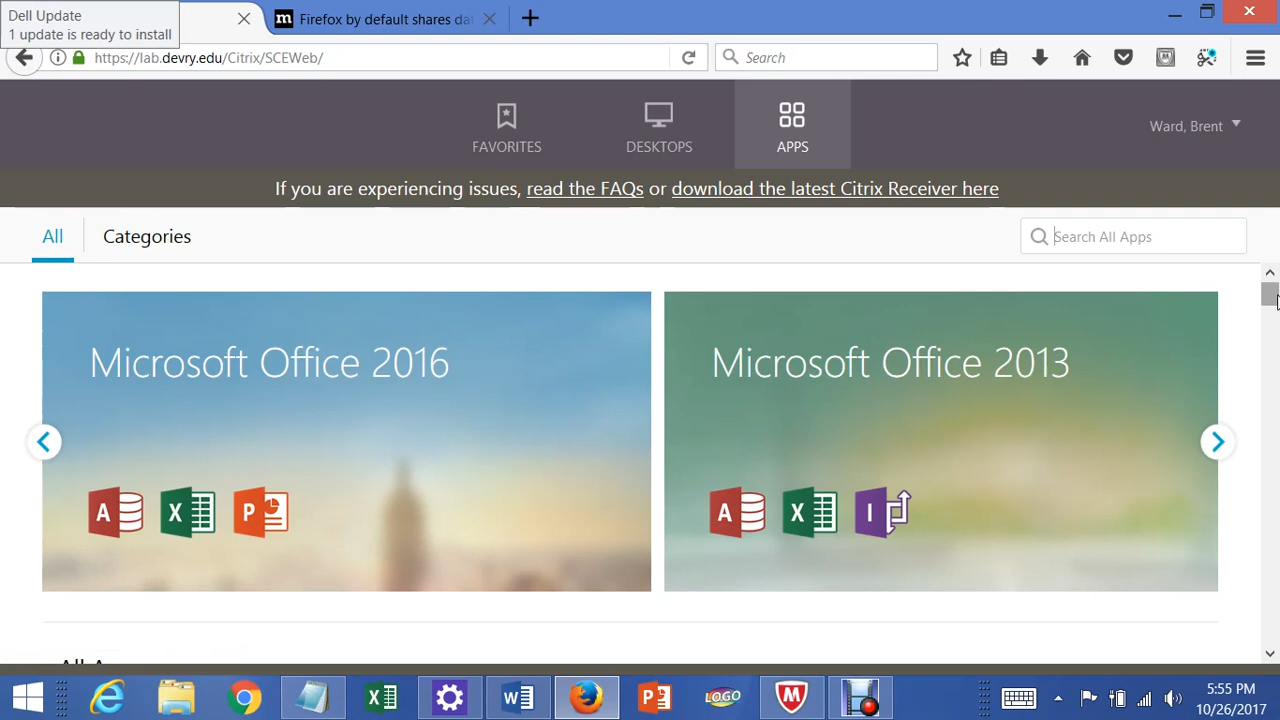 Dell Update
1 update is ready to install
Firefox by default shares da
https://lab.devry.edu/Citrix/SCEWeb/
Search
FAVORITES
DESKTOPS
APPS
Ward, Brent
If you are experiencing issues, read the FAQs or download the latest Citrix Receiver here
All
Categories
Search All Apps
Microsoft Office 2016
Microsoft Office 2013
A
X
P
A
X
I
LOGO
5:55 PM
10/26/2017